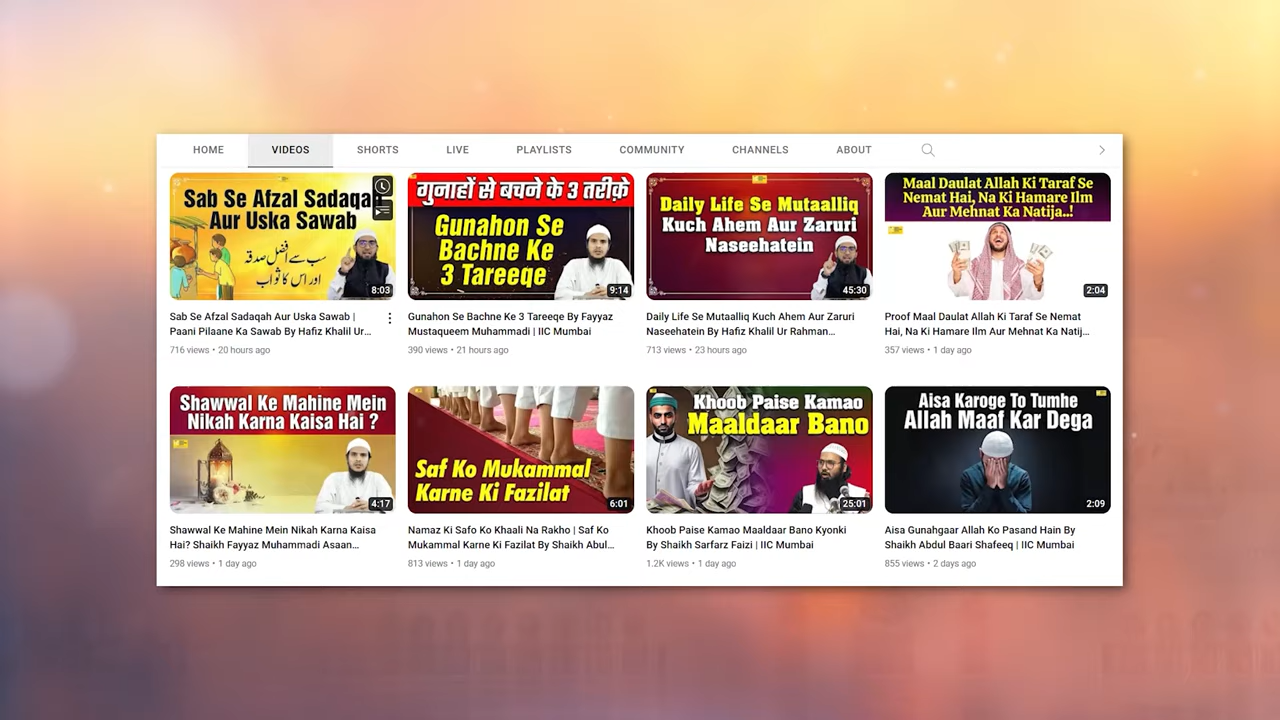 HOME
VIDEOS
SHORTS
LIVE
PLAYLISTS
COMMUNITY
CHANNELS
ABOUT
Sab Se Afzal Sadaqah
Aur Uska Sawab
سب سے افضل صدقہ
اور اس کا ثواب
8:03
गुनाहों से बचने के 3 तरीक़े
Gunahon Se
Bachne Ke
3 Tareeqe
9:14
Daily Life Se Mutaalliq
Kuch Ahem Aur Zaruri
Naseehatein
45:30
Maal Daulat Allah Ki Taraf Se
Nemat Hai, Na Ki Hamare Ilm
Aur Mehnat Ka Natija..!
2:04
Sab Se Afzal Sadaqah Aur Uska Sawab |
Paani Pilaane Ka Sawab By Hafiz Khalil Ur...
716 views • 20 hours ago
Gunahon Se Bachne Ke 3 Tareeqe By Fayyaz
Mustaqueem Muhammadi | IIC Mumbai
390 views • 21 hours ago
Daily Life Se Mutaalliq Kuch Ahem Aur Zaruri
Naseehatein By Hafiz Khalil Ur Rahman...
713 views • 23 hours ago
Proof Maal Daulat Allah Ki Taraf Se Nemat
Hai, Na Ki Hamare Ilm Aur Mehnat Ka Natij...
357 views • 1 day ago
Shawwal Ke Mahine Mein
Nikah Karna Kaisa Hai ?
4:17
Saf Ko Mukammal
Karne Ki Fazilat
6:01
Khoob Paise Kamao
Maaldaar Bano
25:01
Aisa Karoge To Tumhe
Allah Maaf Kar Dega
2:09
Shawwal Ke Mahine Mein Nikah Karna Kaisa
Hai? Shaikh Fayyaz Muhammadi Asaan...
298 views • 1 day ago
Namaz Ki Safo Ko Khaali Na Rakho | Saf Ko
Mukammal Karne Ki Fazilat By Shaikh Abul...
813 views • 1 day ago
Khoob Paise Kamao Maaldaar Bano Kyonki
By Shaikh Sarfarz Faizi | IIC Mumbai
1.2K views • 1 day ago
Aisa Gunahgaar Allah Ko Pasand Hain By
Shaikh Abdul Baari Shafeeq | IIC Mumbai
855 views • 2 days ago